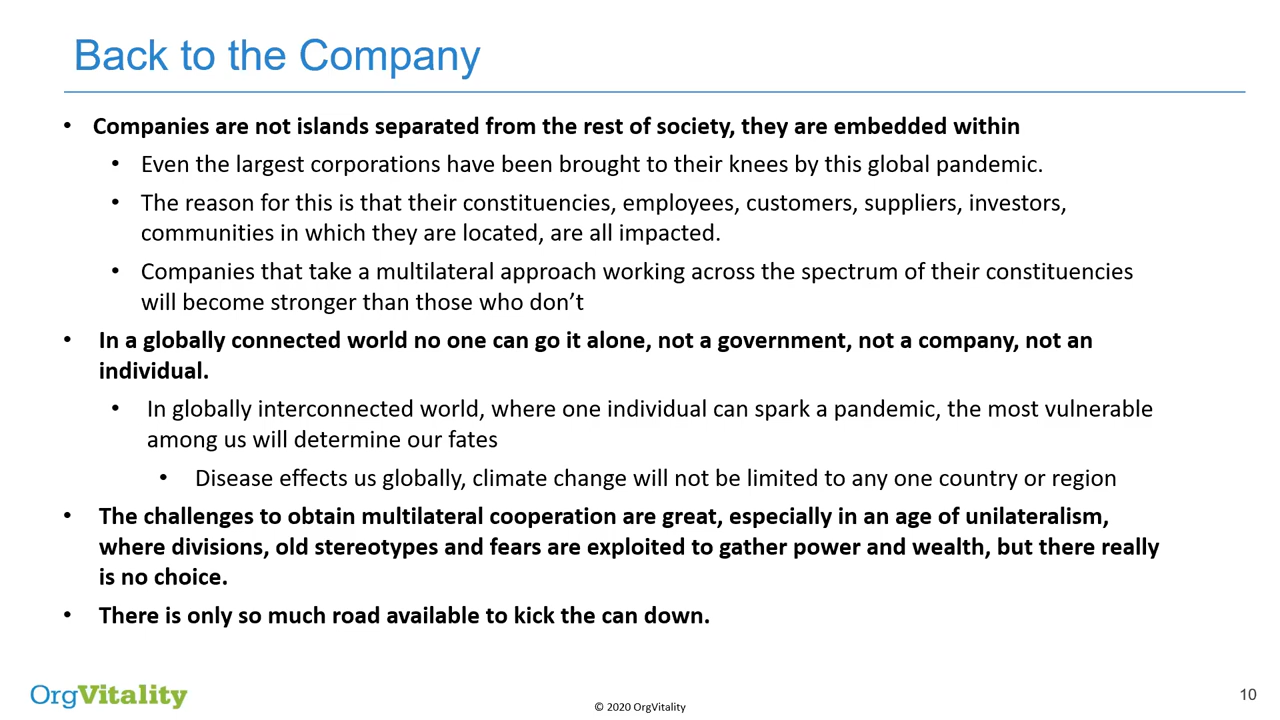 Back to the Company
• Companies are not islands separated from the rest of society, they are embedded within
• Even the largest corporations have been brought to their knees by this global pandemic.
• The reason for this is that their constituencies, employees, customers, suppliers, investors,
communities in which they are located, are all impacted.
• Companies that take a multilateral approach working across the spectrum of their constituencies
will become stronger than those who don’t
• In a globally connected world no one can go it alone, not a government, not a company, not an
individual.
• In globally interconnected world, where one individual can spark a pandemic, the most vulnerable
among us will determine our fates
• Disease effects us globally, climate change will not be limited to any one country or region
• The challenges to obtain multilateral cooperation are great, especially in an age of unilateralism,
where divisions, old stereotypes and fears are exploited to gather power and wealth, but there really
is no choice.
• There is only so much road available to kick the can down.
OrgVitality
© 2020 OrgVitality
10